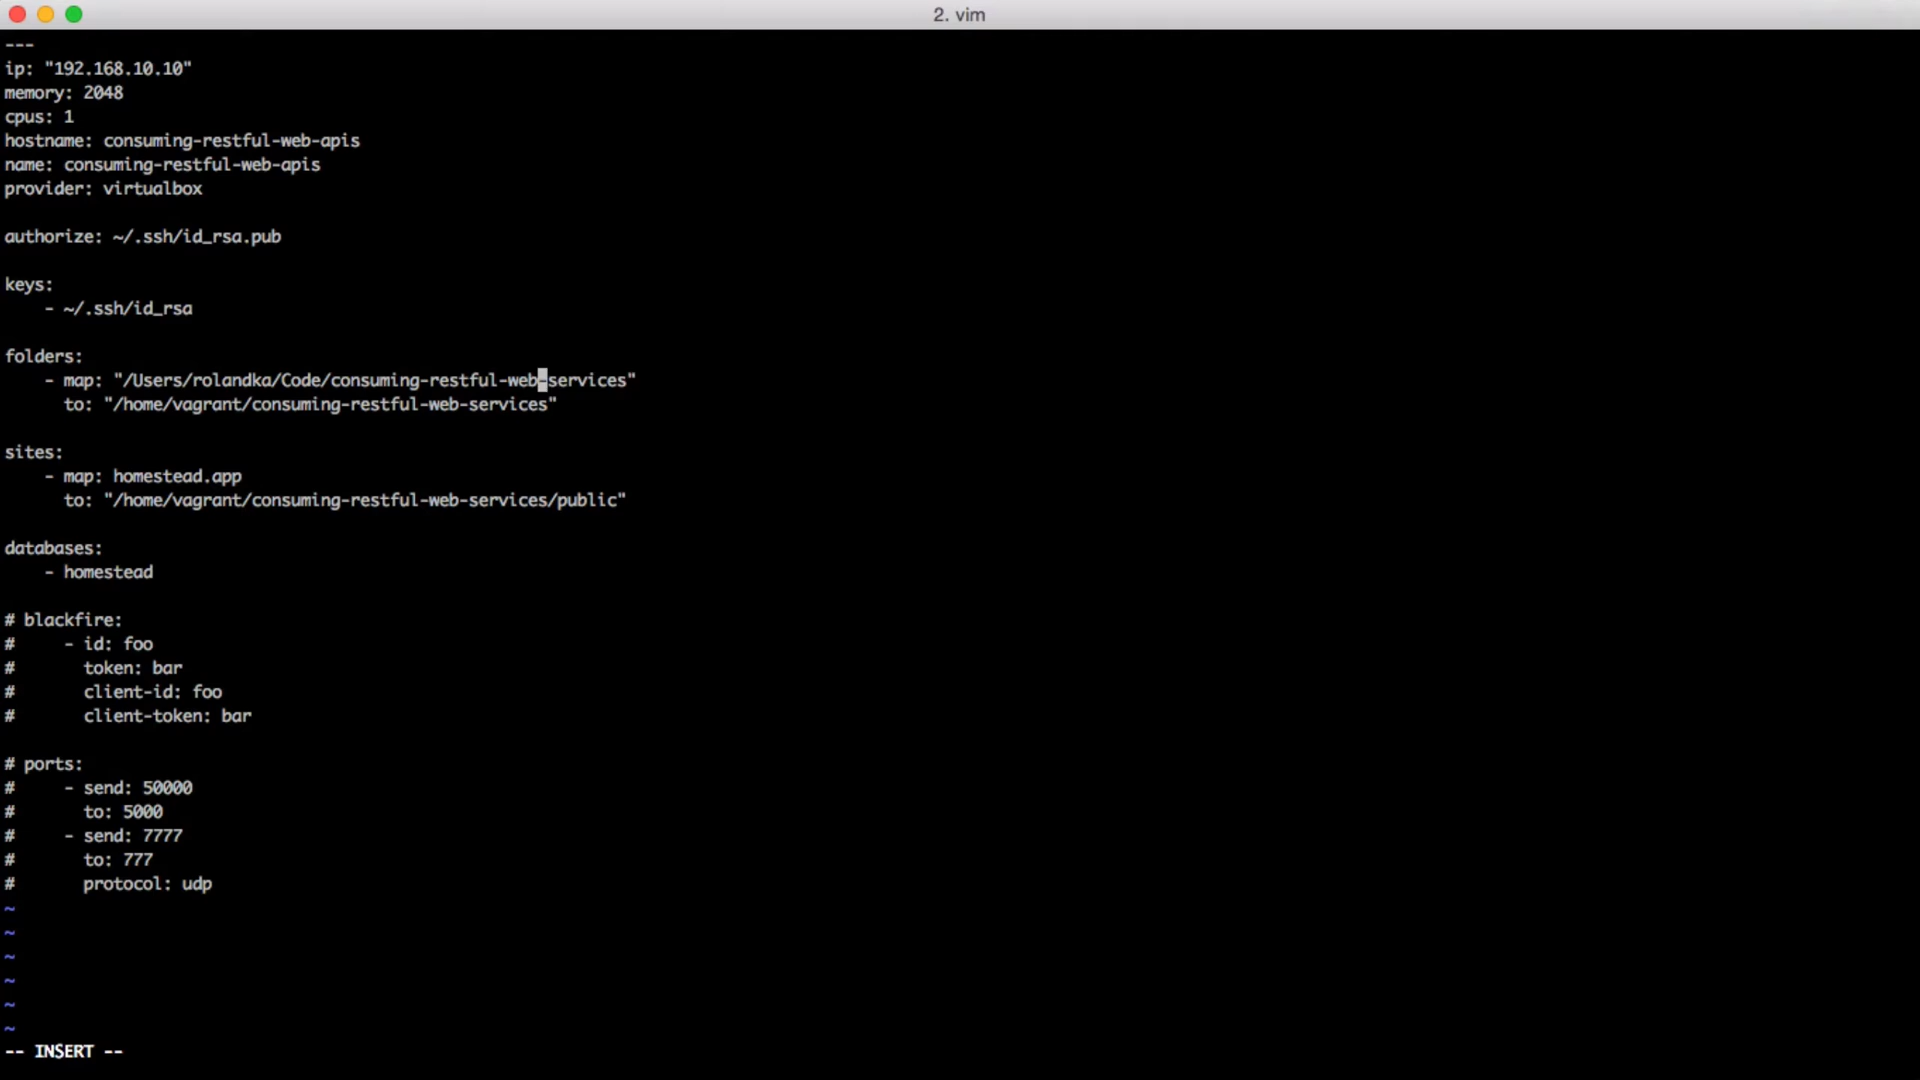 2. vim
---
ip: "192.168.10.10"
memory: 2048
cpus: 1
hostname: consuming-restful-web-apis
name: consuming-restful-web-apis
provider: virtualbox

authorize: ~/.ssh/id_rsa.pub

keys:
    - ~/.ssh/id_rsa

folders:
    - map: "/Users/rolandka/Code/consuming-restful-web-services"
      to: "/home/vagrant/consuming-restful-web-services"

sites:
    - map: homestead.app
      to: "/home/vagrant/consuming-restful-web-services/public"

databases:
    - homestead

# blackfire:
#     - id: foo
#       token: bar
#       client-id: foo
#       client-token: bar

# ports:
#     - send: 50000
#       to: 5000
#     - send: 7777
#       to: 777
#       protocol: udp
~
~
~
~
~
~
-- INSERT --